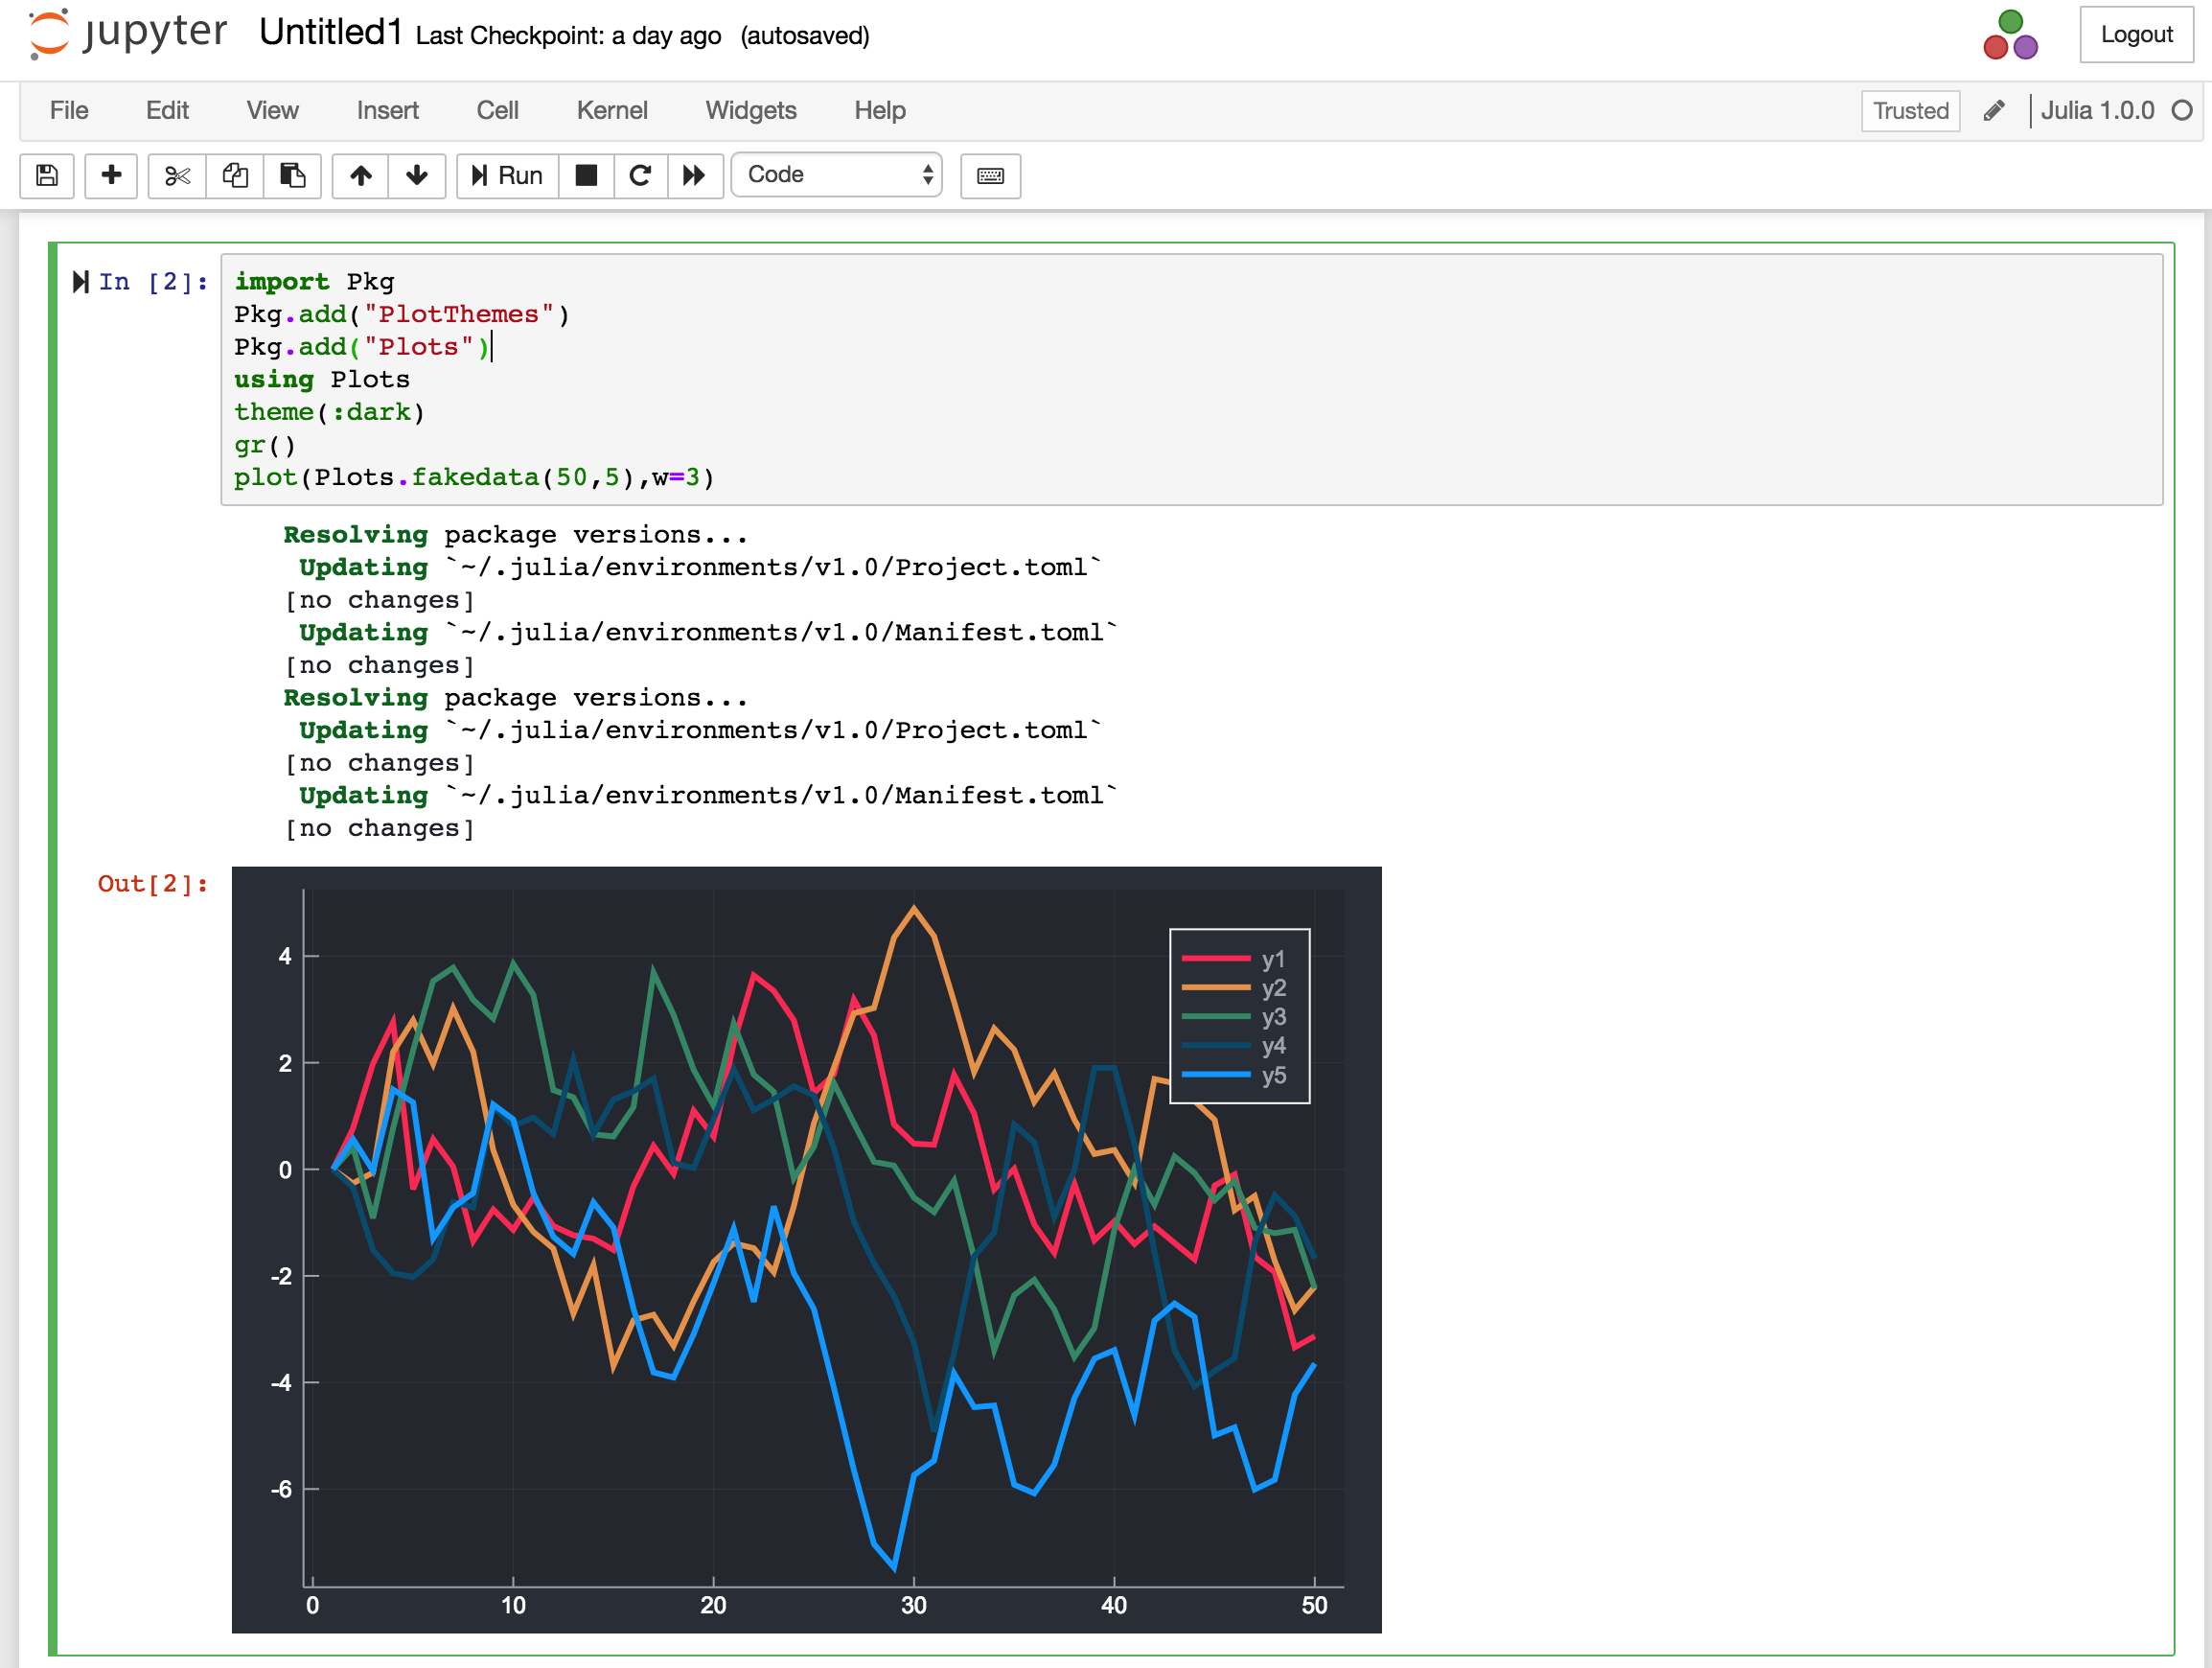 jupyter Untitled1 Last Checkpoint: a day ago (autosaved) Logout
File Edit View Insert Cell Kernel Widgets Help Trusted Julia 1.0.0
Run Code
In [2]: import Pkg
Pkg.add("PlotThemes")
Pkg.add("Plots")
using Plots
theme(:dark)
gr()
plot(Plots.fakedata(50,5),w=3)
Resolving package versions...
Updating `~/.julia/environments/v1.0/Project.toml`
[no changes]
Updating `~/.julia/environments/v1.0/Manifest.toml`
[no changes]
Resolving package versions...
Updating `~/.julia/environments/v1.0/Project.toml`
[no changes]
Updating `~/.julia/environments/v1.0/Manifest.toml`
[no changes]
Out[2]:
4
2
0
-2
-4
-6
y1
y2
y3
y4
y5
0 10 20 30 40 50